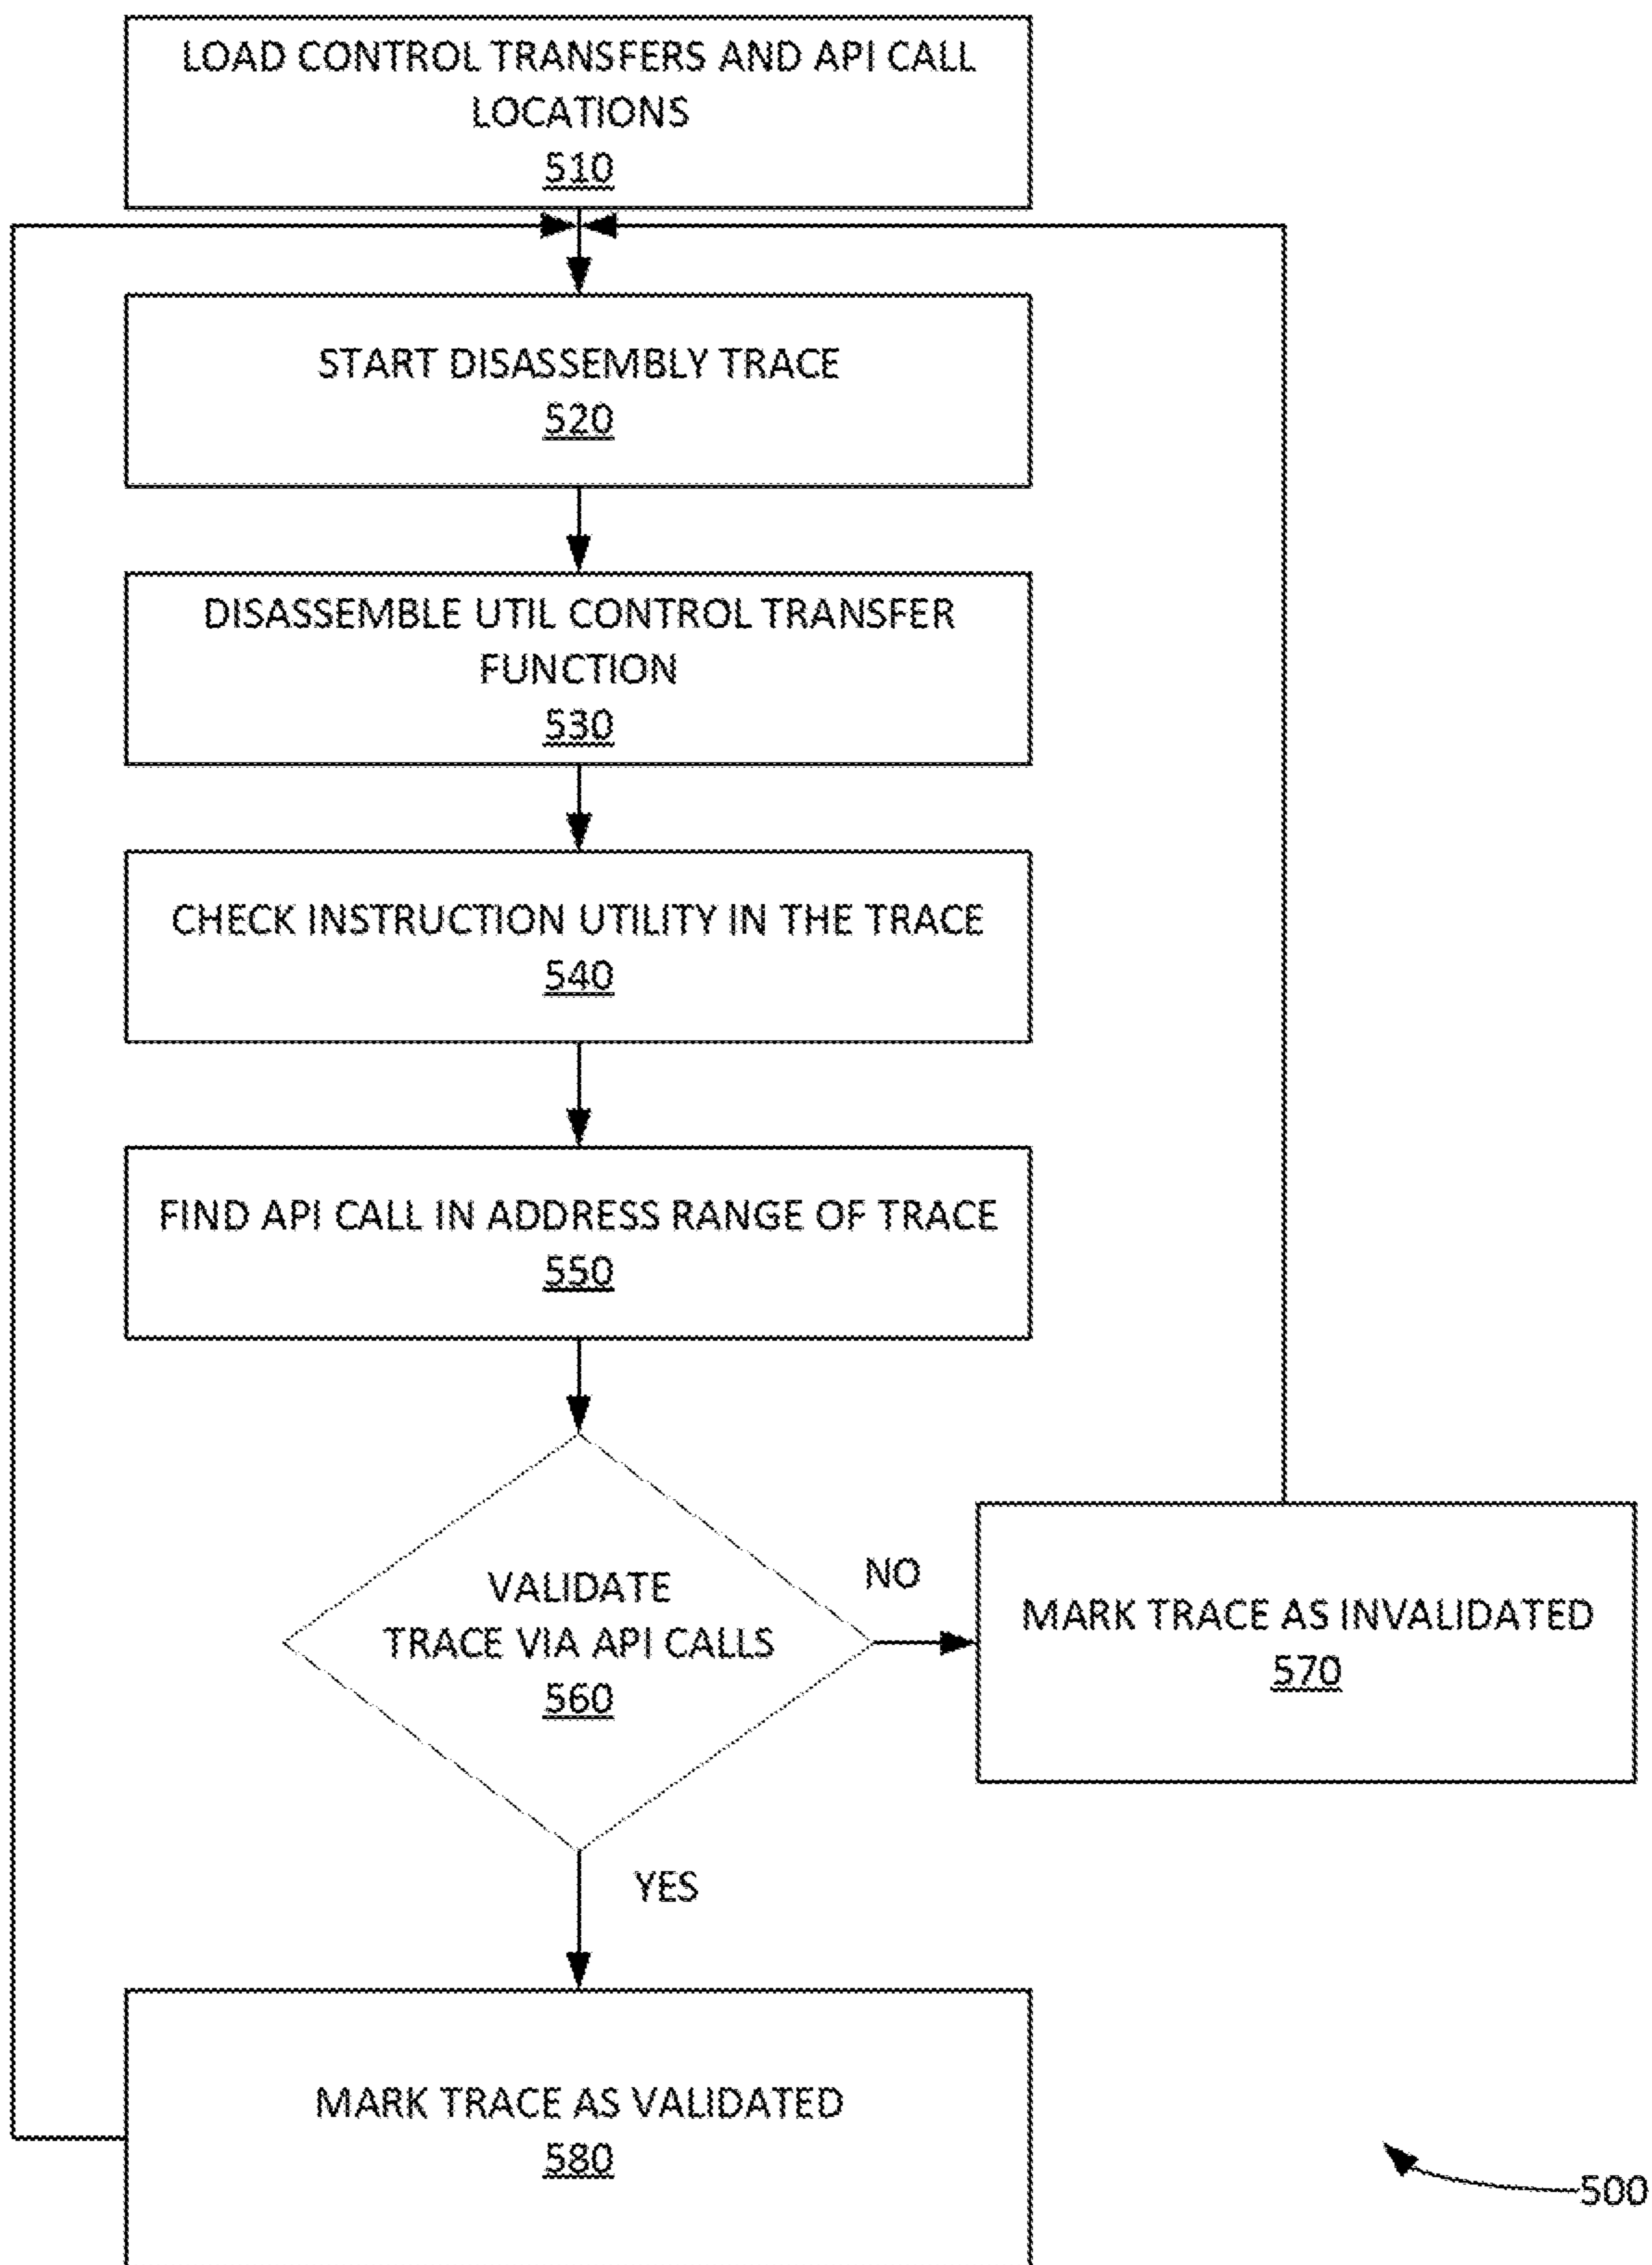 LOAD CONTROL TRANSFERS AND API CALL
LOCATIONS
510
START DISASSEMBLY TRACE
520
DISASSEMBLE UTIL CONTROL TRANSFER
FUNCTION
530
CHECK INSTRUCTION UTILITY IN THE TRACE
540
FIND API CALL IN ADDRESS RANGE OF TRACE
550
VALIDATE
TRACE VIA API CALLS
560
NO
MARK TRACE AS INVALIDATED
570
YES
MARK TRACE AS VALIDATED
580
500